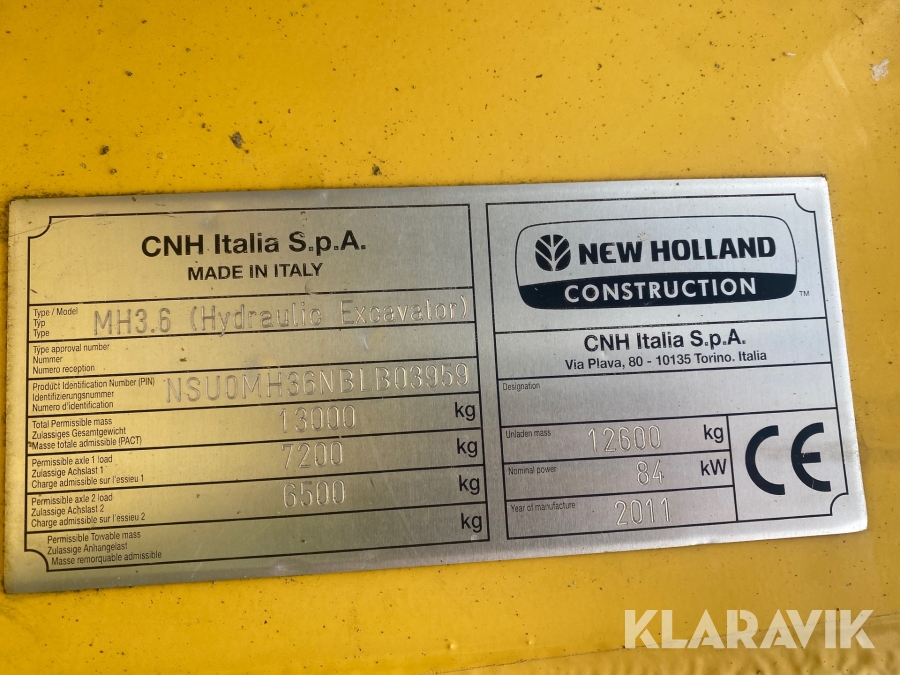 CNH Italia S.p.A.
MADE IN ITALY
Type / Model
Typ
Type
MH3.6 (Hydraulic Excavator)
Type approval number
Nummer
Numero reception
Product Identification Number (PIN)
Identifizierungsnummer
Numero d'identification
NSU0MH36NBLB03959
Total Permissible mass
Zulassiges Gesamtgewicht
Masse totale admissible (PACT)
13000 kg
Permissible axle 1 load
Zulassige Achslast 1
Charge admissible sur l'essieu 1
7200 kg
Permissible axle 2 load
Zulassige Achslast 2
Charge admissible sur l'essieu 2
6500 kg
Permissible Towable mass
Zulassige Anhangelast
Masse remorquable admissible
kg
NEW HOLLAND
CONSTRUCTION
TM
CNH Italia S.p.A.
Via Plava, 80 - 10135 Torino. Italia
Designation
Unladen mass 12600 kg
Nominal power 84 kW
Year of manufacture 2011
CE
KLARAVIK